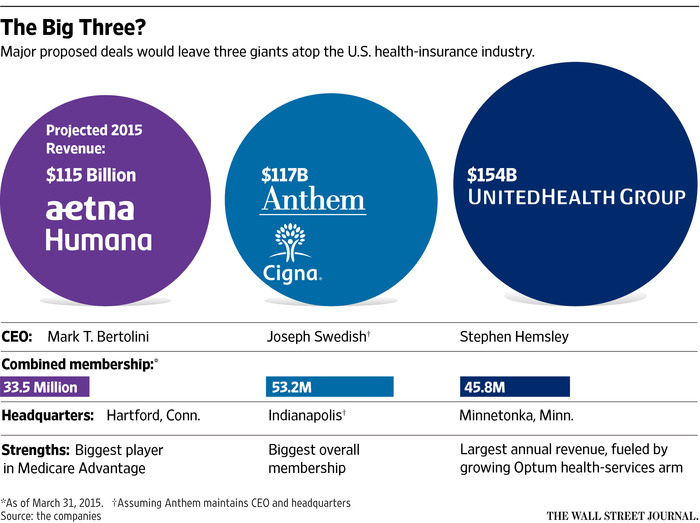 The Big Three?
Major proposed deals would leave three giants atop the U.S. health-insurance industry.
Projected 2015
Revenue:
$115 Billion
aetna
Humana
$117B
Anthem
Cigna®
$154B
UNITEDHEALTH GROUP
CEO: Mark T. Bertolini Joseph Swedish† Stephen Hemsley
Combined membership:*
33.5 Million 53.2M 45.8M
Headquarters: Hartford, Conn. Indianapolis† Minnetonka, Minn.
Strengths: Biggest player
in Medicare Advantage
Biggest overall
membership
Largest annual revenue, fueled by
growing Optum health-services arm
*As of March 31, 2015. †Assuming Anthem maintains CEO and headquarters
Source: the companies
THE WALL STREET JOURNAL.